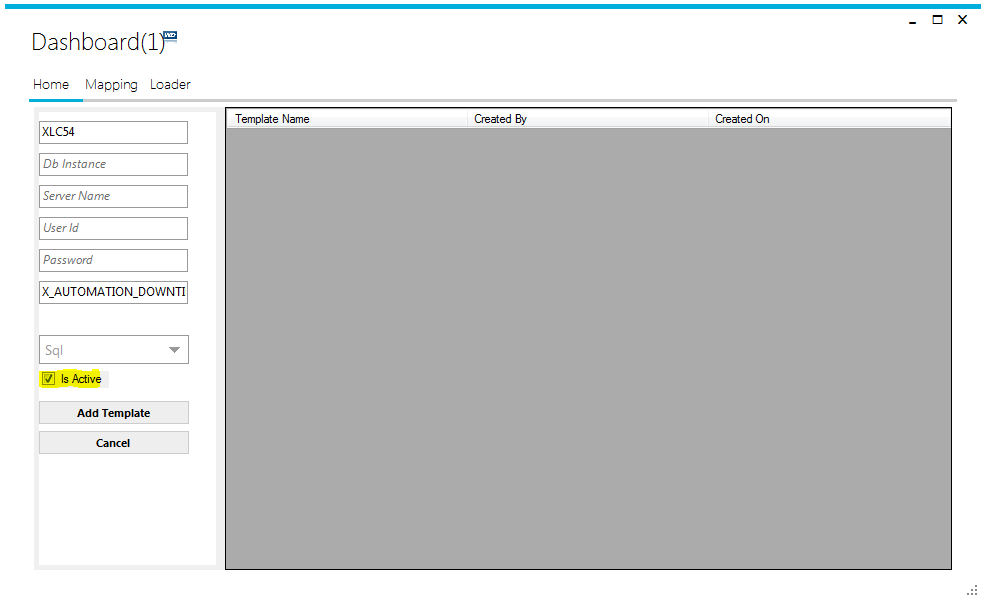 Dashboard(1)
Home Mapping Loader
XLC54
Db Instance
Server Name
User Id
Password
X_AUTOMATION_DOWNTI
Sql
Is Active
Add Template
Cancel
Template Name Created By Created On